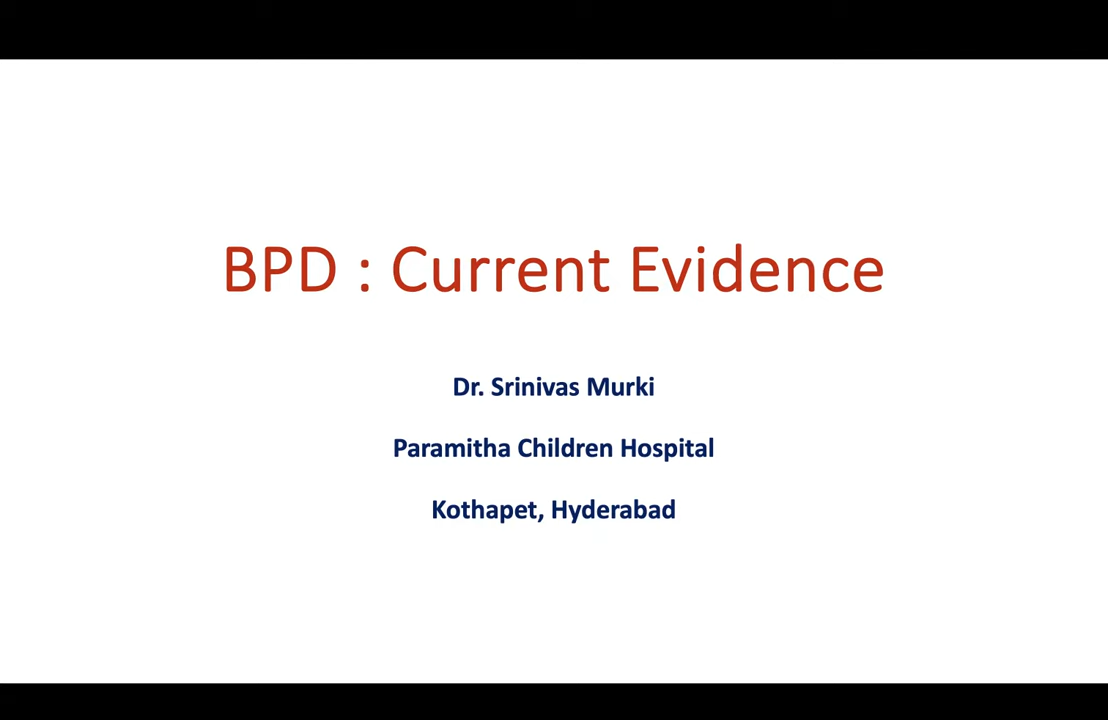 BPD : Current Evidence
Dr. Srinivas Murki
Paramitha Children Hospital
Kothapet, Hyderabad